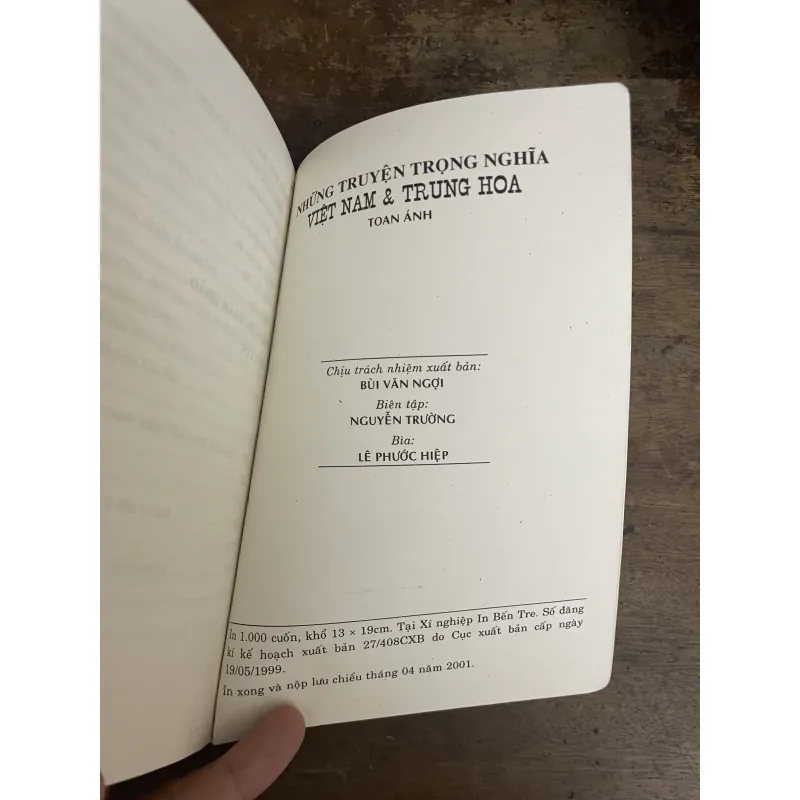 NHỮNG TRUYỆN TRỌNG NGHĨA
VIỆT NAM & TRUNG HOA
TOAN ÁNH
Chịu trách nhiệm xuất bản:
BÙI VĂN NGỢI
Biên tập:
NGUYỄN TRƯỜNG
Bìa:
LÊ PHƯỚC HIỆP
In 1.000 cuốn, khổ 13 × 19cm. Tại Xí nghiệp In Bến Tre. Số đăng
kí kế hoạch xuất bản 27/408CXB do Cục xuất bản cấp ngày
19/05/1999.
In xong và nộp lưu chiểu tháng 04 năm 2001.